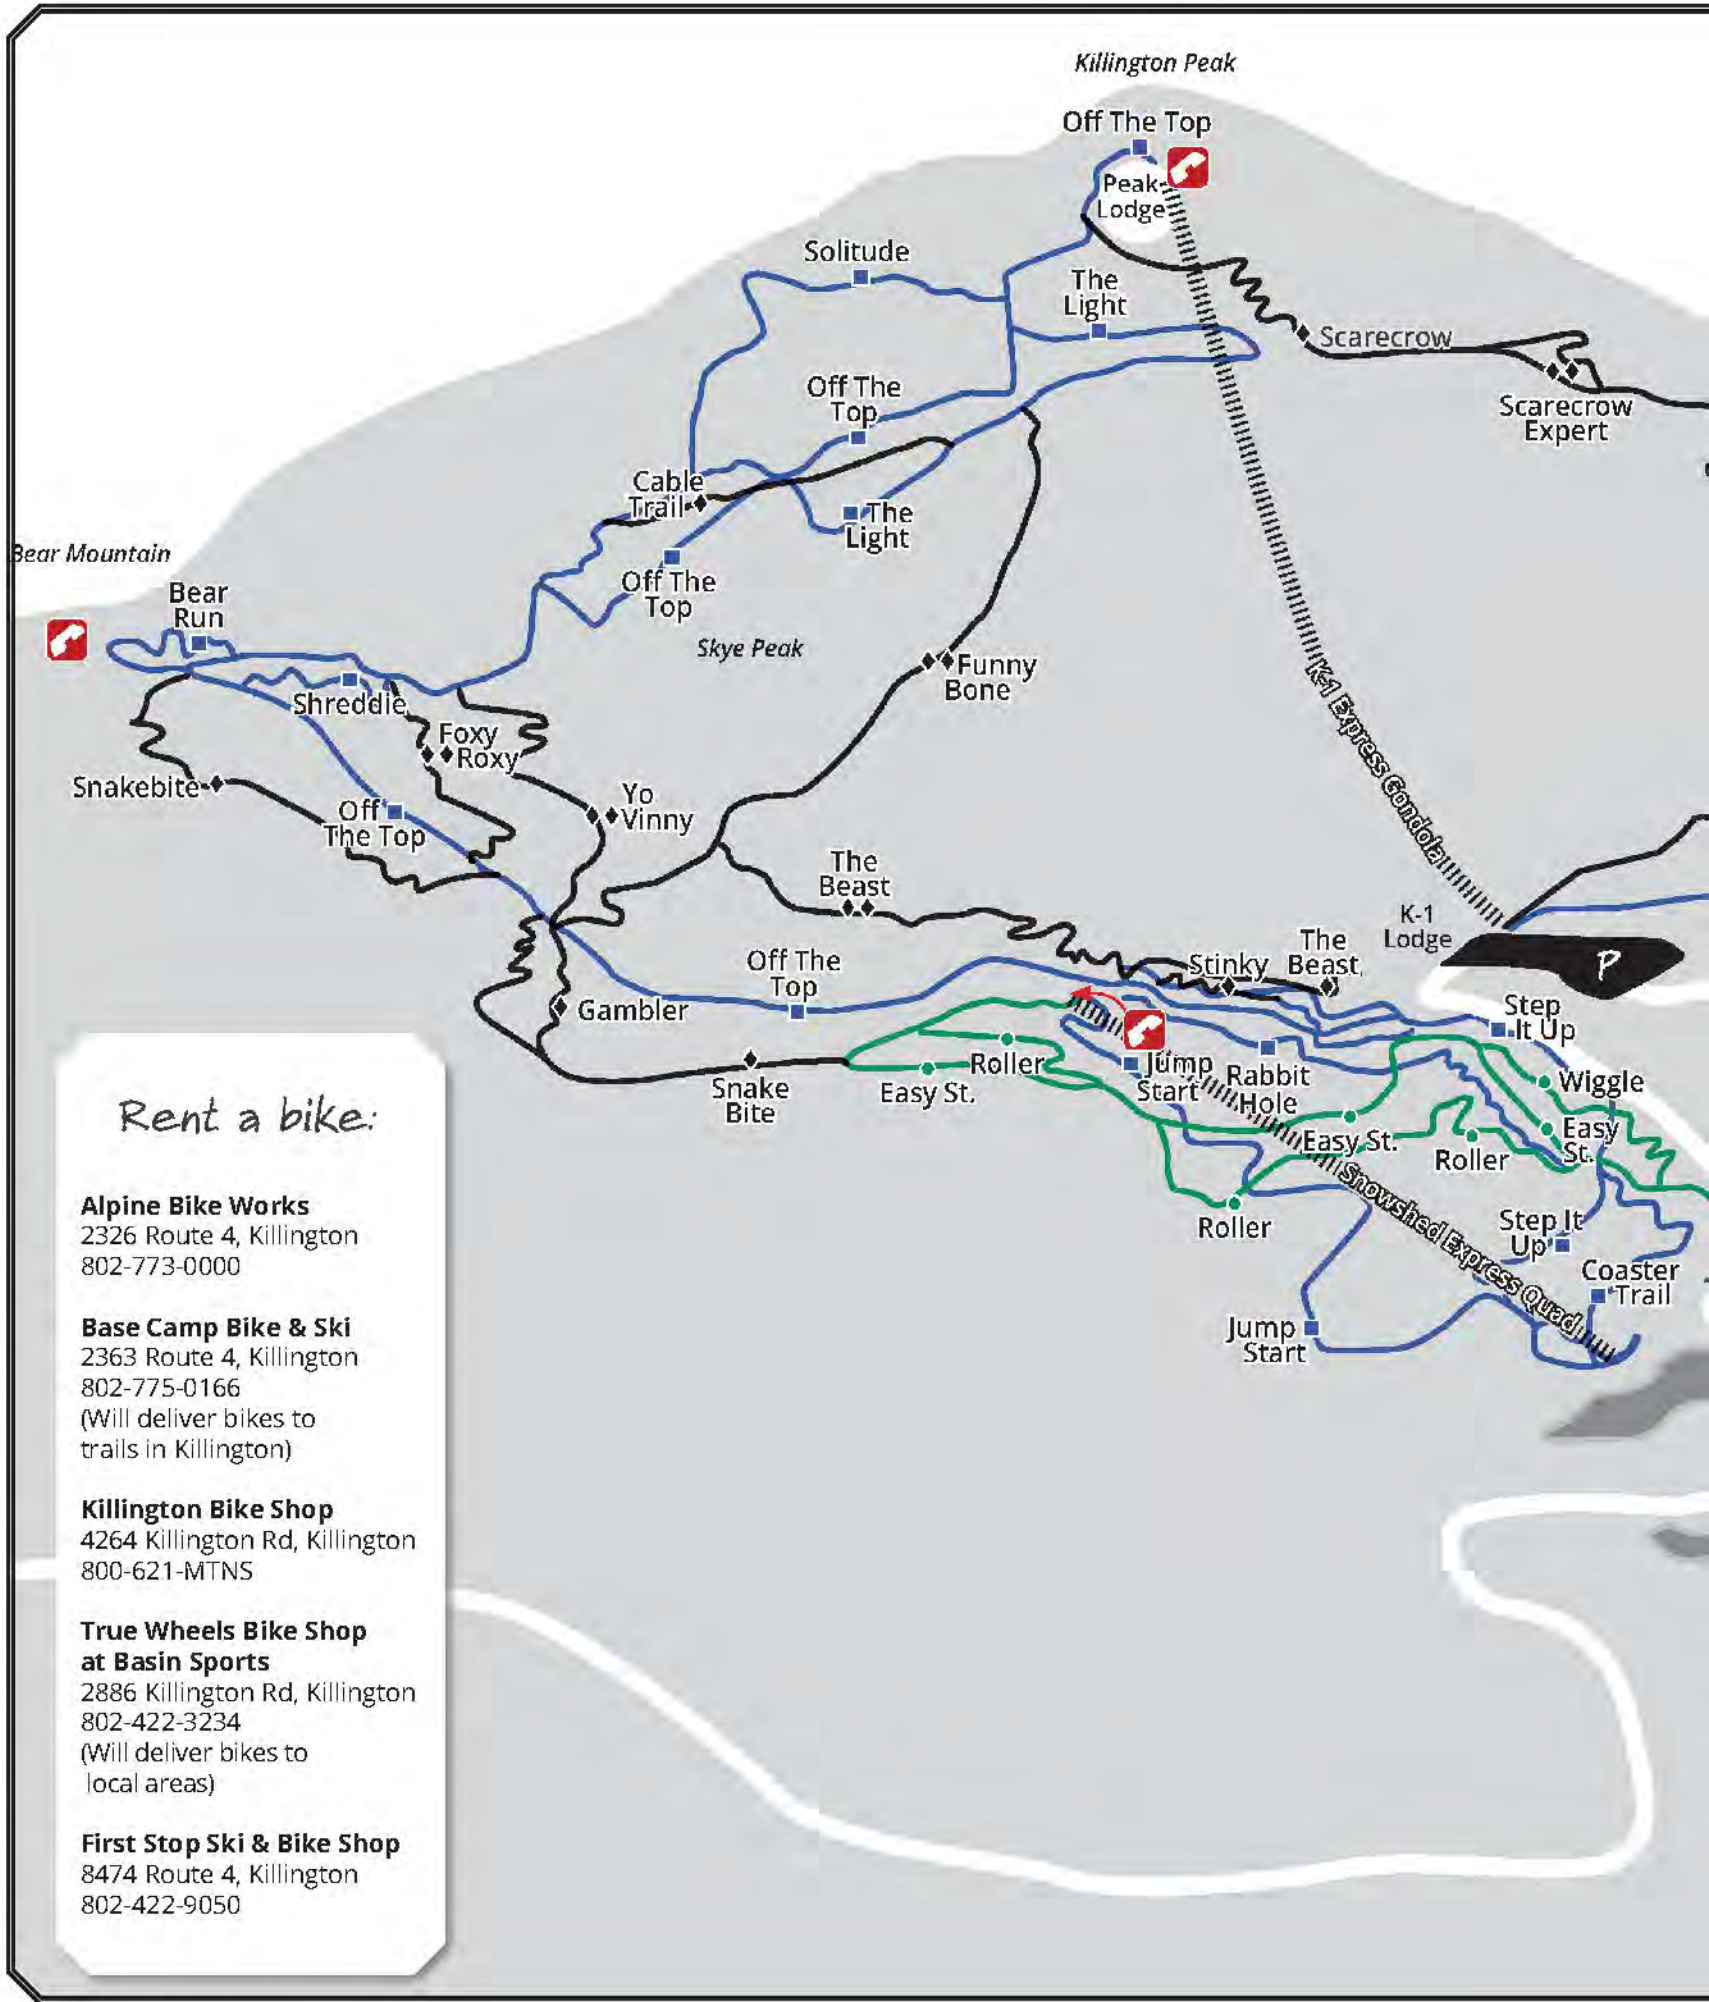 Killington Peak
Off The Top
Peak
Lodge
Solitude
The
Light
Scarecrow
Off The
Top
Scarecrow
Expert
Cable
Trail
The
Light
Bear Mountain
Off The
Top
Bear
Run
Skye Peak
Funny
Bone
K-1 Express Gondola
Shreddie
Foxy
Roxy
Snakebite
Yo
Vinny
Off
The Top
The
Beast
K-1
Lodge
P
Stinky
The
Beast
Off The
Top
Gambler
Step
It Up
Roller
Easy St.
Jump
Start
Rabbit
Hole
Wiggle
Snake
Bite
Easy St.
Easy
St.
Roller
Roller
Snowshed Express Quad
Step It
Up
Coaster
Trail
Jump
Start
Rent a bike:
Alpine Bike Works
2326 Route 4, Killington
802-773-0000
Base Camp Bike & Ski
2363 Route 4, Killington
802-775-0166
(Will deliver bikes to
trails in Killington)
Killington Bike Shop
4264 Killington Rd, Killington
800-621-MTNS
True Wheels Bike Shop
at Basin Sports
2886 Killington Rd, Killington
802-422-3234
(Will deliver bikes to
local areas)
First Stop Ski & Bike Shop
8474 Route 4, Killington
802-422-9050